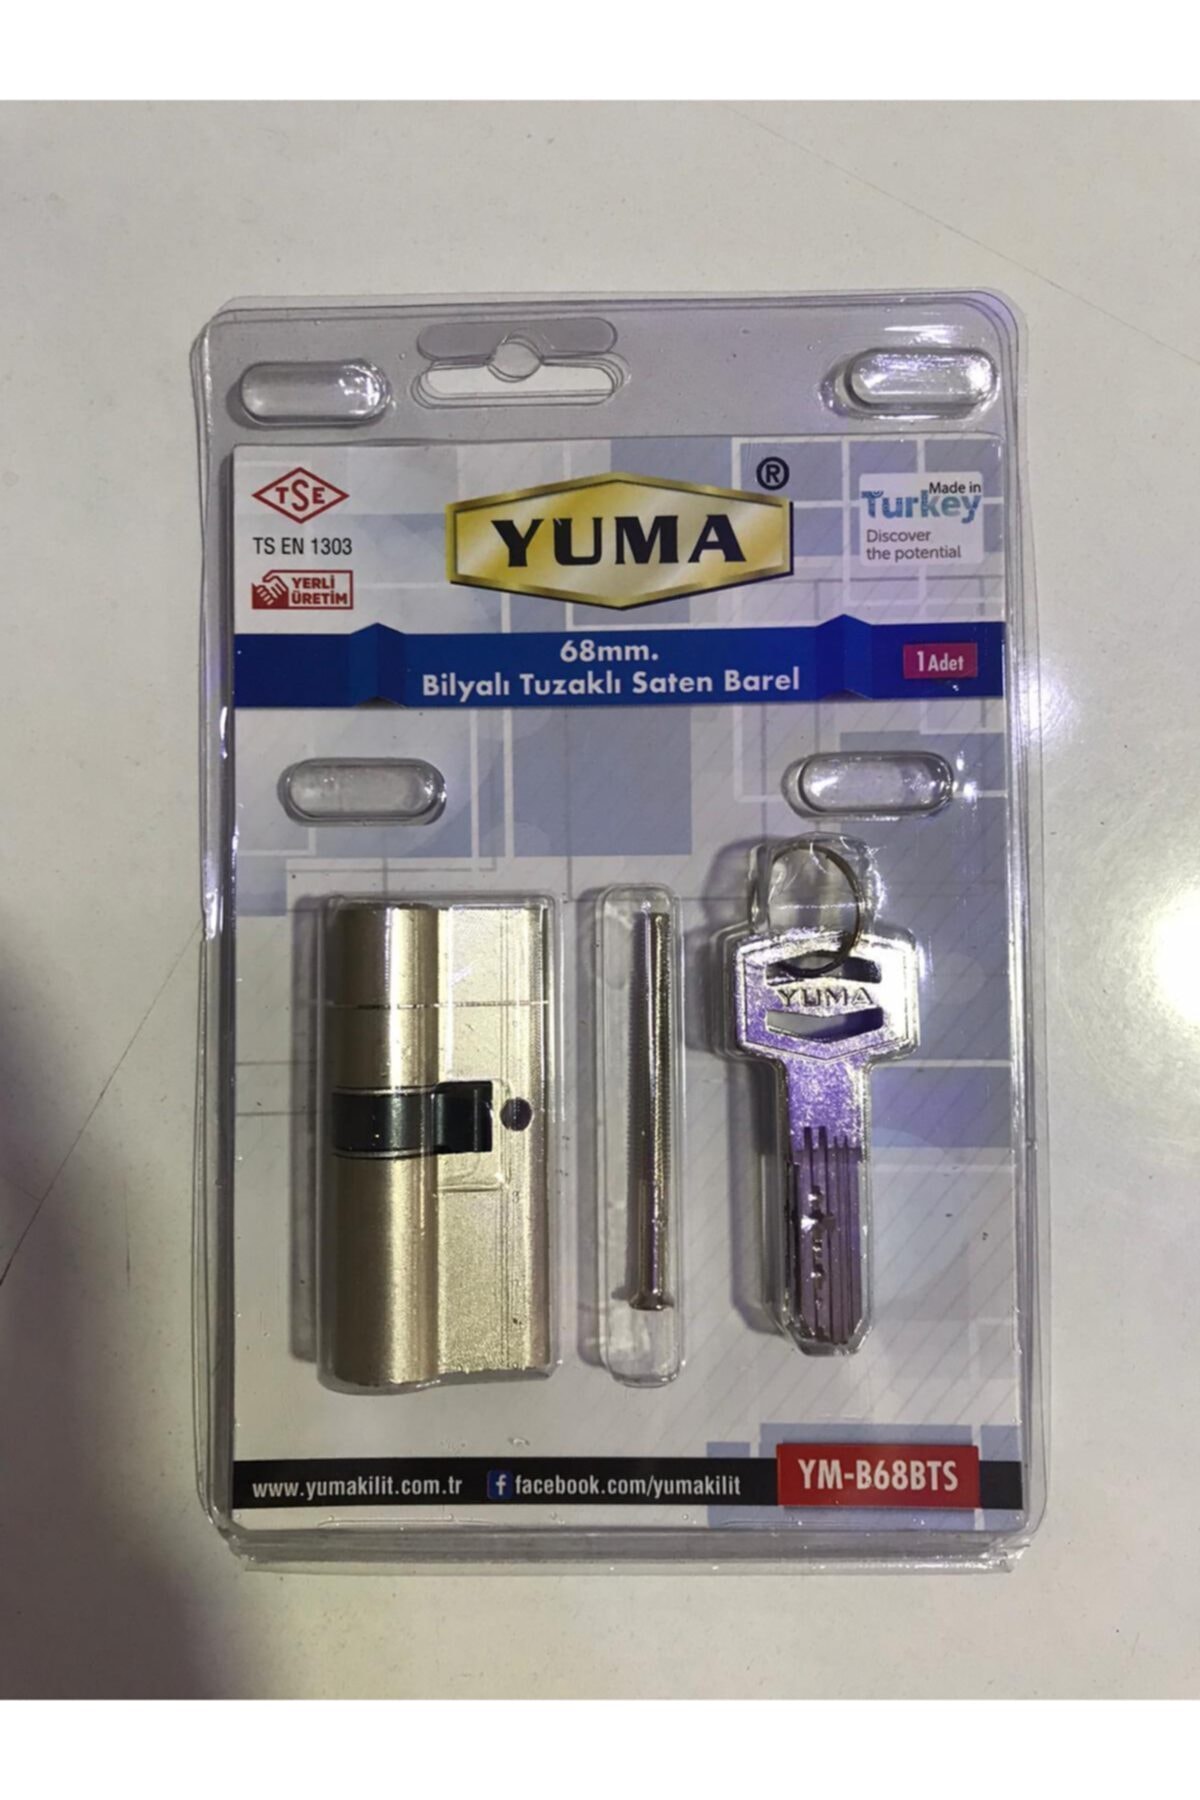 TSE
TS EN 1303
YERLİ
ÜRETİM
YUMA
®
Made in
Turkey
Discover
the potential
68mm.
Bilyalı Tuzaklı Saten Barel
1 Adet
YUMA
www.yumakilit.com.tr
f facebook.com/yumakilit
YM-B68BTS